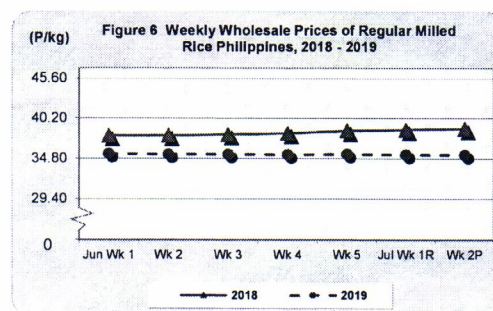 (P/kg)
Figure 6 Weekly Wholesale Prices of Regular Milled
Rice Philippines, 2018 - 2019
45.60
40.20
34.80
29.40
0
Jun Wk 1 Wk 2 Wk 3 Wk 4 Wk 5 Jul Wk 1R Wk 2P
2018 2019